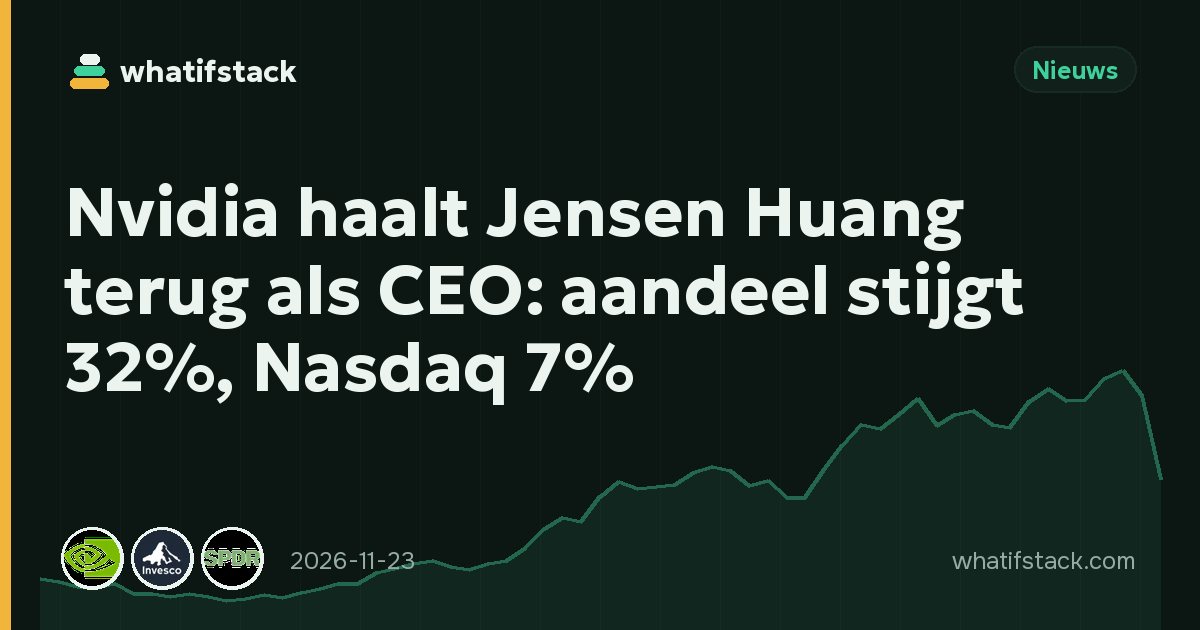 whatifstack
Nieuws
Nvidia haalt Jensen Huang
terug als CEO: aandeel stijgt
32%, Nasdaq 7%
Invesco
SPDR
2026-11-23
whatifstack.com